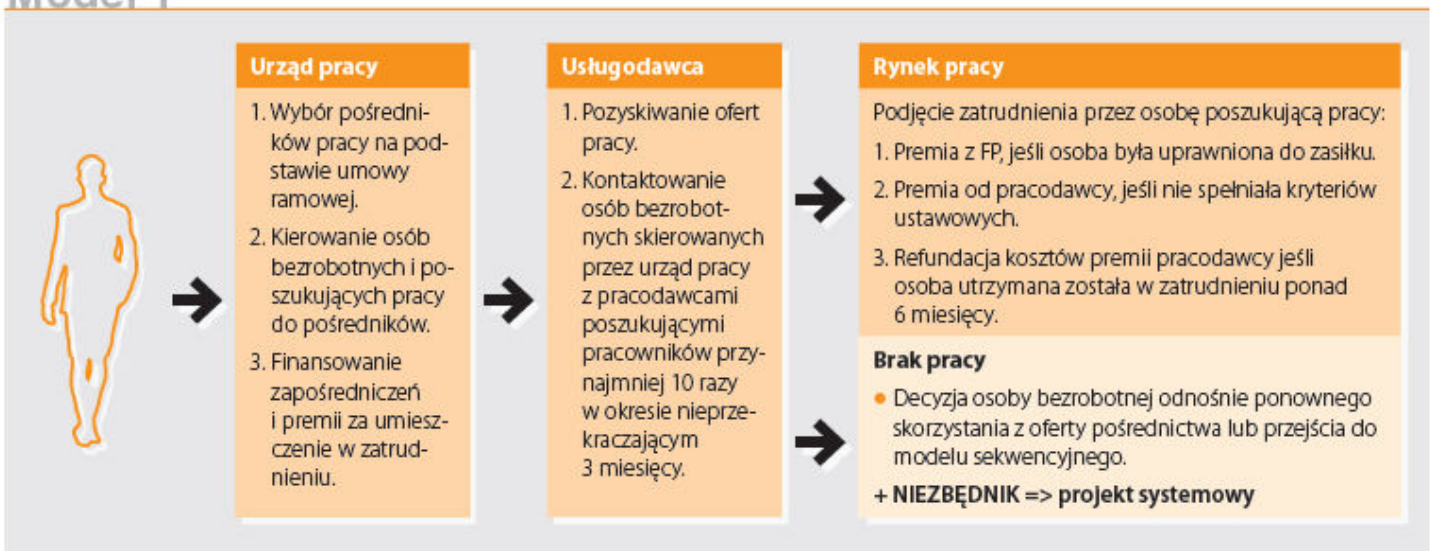 Urząd pracy
1. Wybór pośredni-
ków pracy na pod-
stawie umowy
ramowej.
2. Kierowanie osób
bezrobotnych i po-
szukujących pracy
do pośredników.
3. Finansowanie
zapośredniczeń
i premii za umiesz-
czenie w zatrud-
nieniu.
Usługodawca
1. Pozyskiwanie ofert
pracy.
2. Kontaktowanie
osób bezrobot-
nych skierowanych
przez urząd pracy
z pracodawcami
poszukującymi
pracowników przy-
najmniej 10 razy
w okresie nieprze-
kraczającym
3 miesięcy.
Rynek pracy
Podjęcie zatrudnienia przez osobę poszukującą pracy:
1. Premia z FP, jeśli osoba była uprawniona do zasiłku.
2. Premia od pracodawcy, jeśli nie spełniała kryteriów
ustawowych.
3. Refundacja kosztów premii pracodawcy jeśli
osoba utrzymana została w zatrudnieniu ponad
6 miesięcy.
Brak pracy
• Decyzja osoby bezrobotnej odnośnie ponownego
skorzystania z oferty pośrednictwa lub przejścia do
modelu sekwencyjnego.
+ NIEZBĘDNIK => projekt systemowy